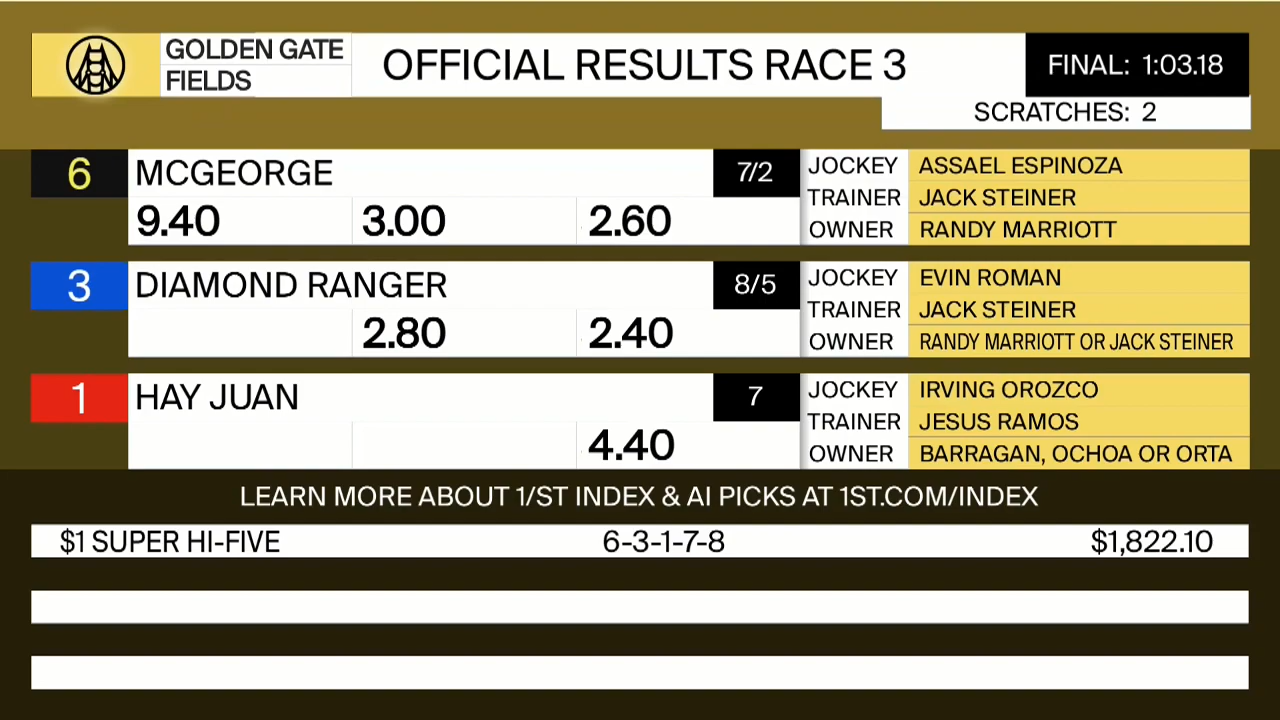 GOLDEN GATE
FIELDS
OFFICIAL RESULTS RACE 3
FINAL: 1:03.18
SCRATCHES: 2
6 MCGEORGE 7/2 JOCKEY ASSAEL ESPINOZA
TRAINER JACK STEINER
9.40 3.00 2.60 OWNER RANDY MARRIOTT
3 DIAMOND RANGER 8/5 JOCKEY EVIN ROMAN
TRAINER JACK STEINER
2.80 2.40 OWNER RANDY MARRIOTT OR JACK STEINER
1 HAY JUAN 7 JOCKEY IRVING OROZCO
TRAINER JESUS RAMOS
4.40 OWNER BARRAGAN, OCHOA OR ORTA
LEARN MORE ABOUT 1/ST INDEX & AI PICKS AT 1ST.COM/INDEX
$1 SUPER HI-FIVE 6-3-1-7-8 $1,822.10